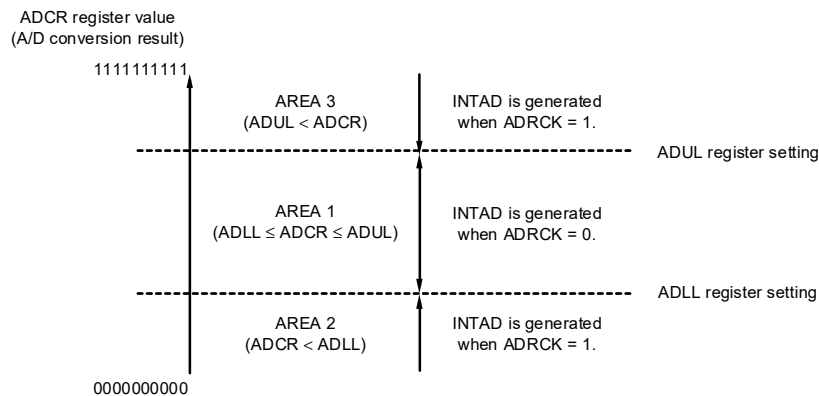 ADCR register value
(A/D conversion result)
1111111111
AREA 3
(ADUL < ADCR)
INTAD is generated
when ADRCK = 1.
ADUL register setting
AREA 1
(ADLL ≤ ADCR ≤ ADUL)
INTAD is generated
when ADRCK = 0.
ADLL register setting
AREA 2
(ADCR < ADLL)
INTAD is generated
when ADRCK = 1.
0000000000